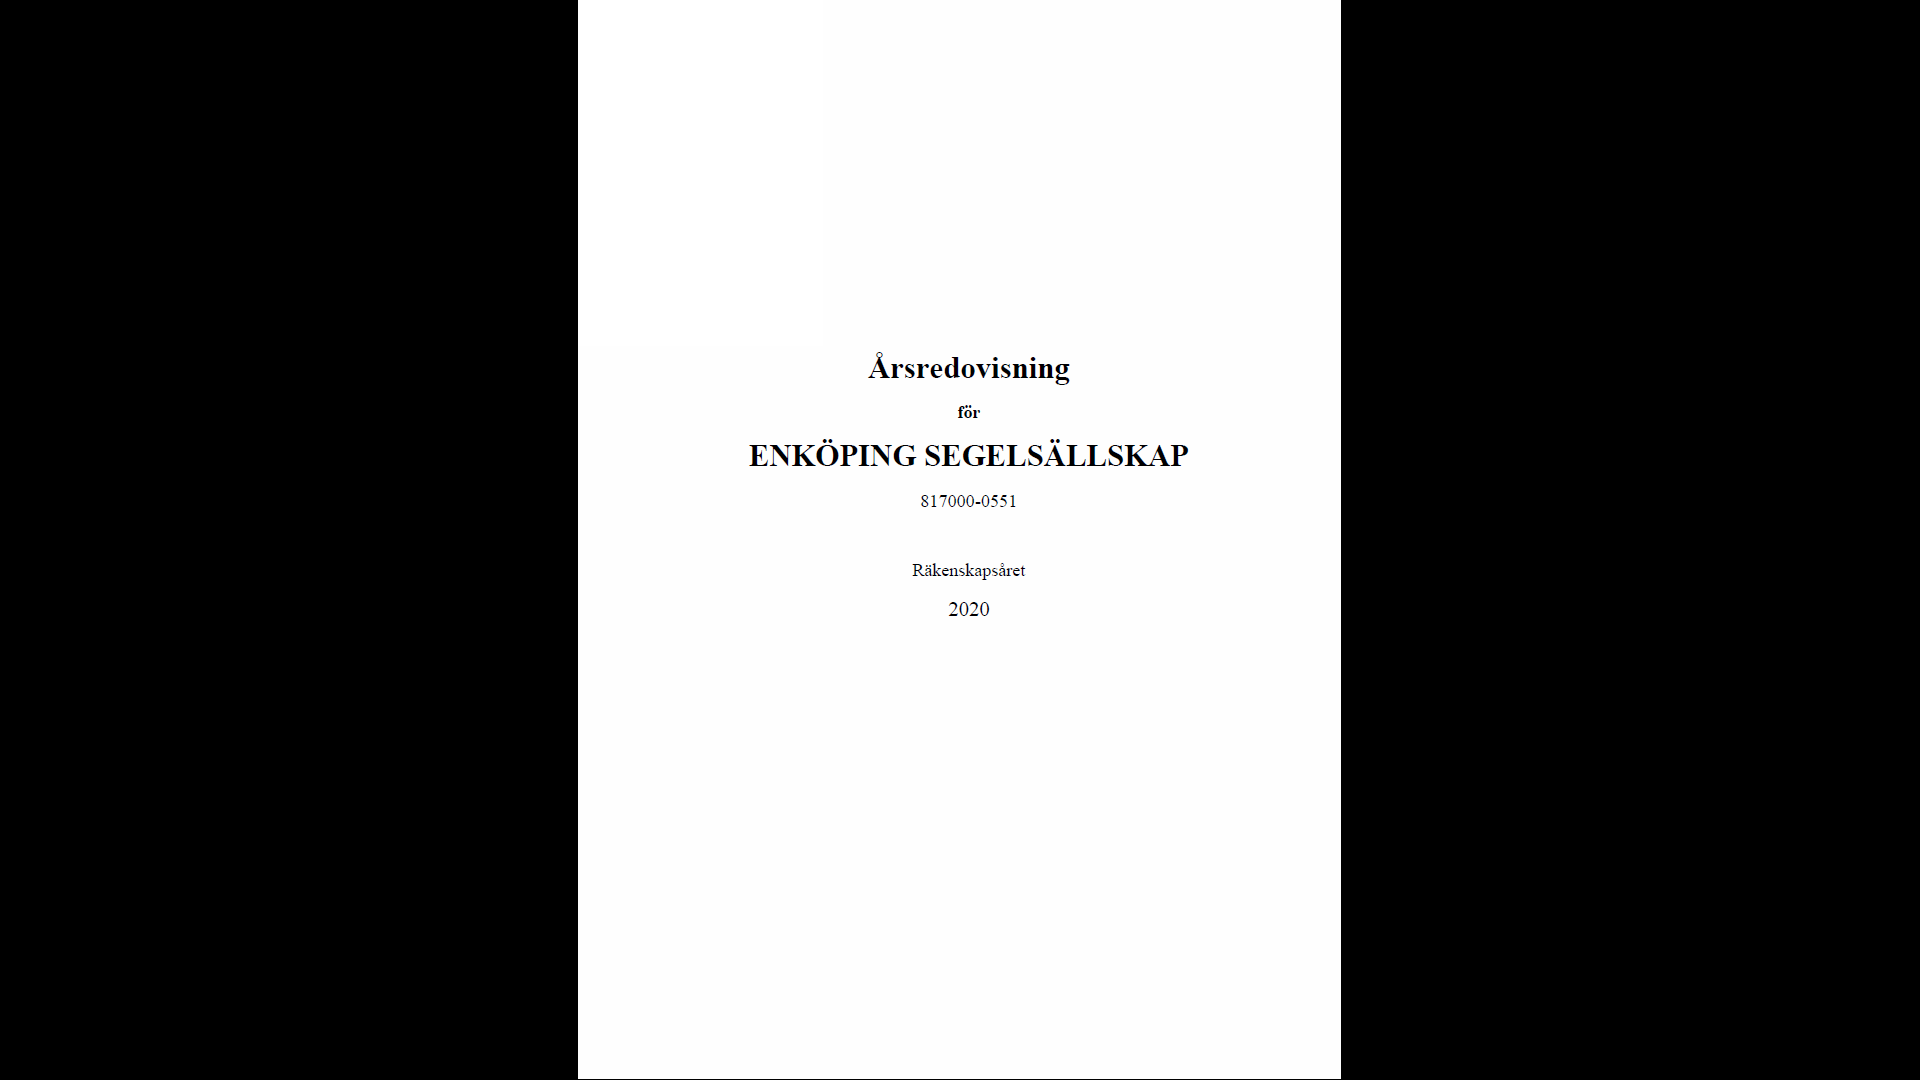 Årsredovisning
för
ENKÖPING SEGELSÄLLSKAP
817000-0551
Räkenskapsåret
2020